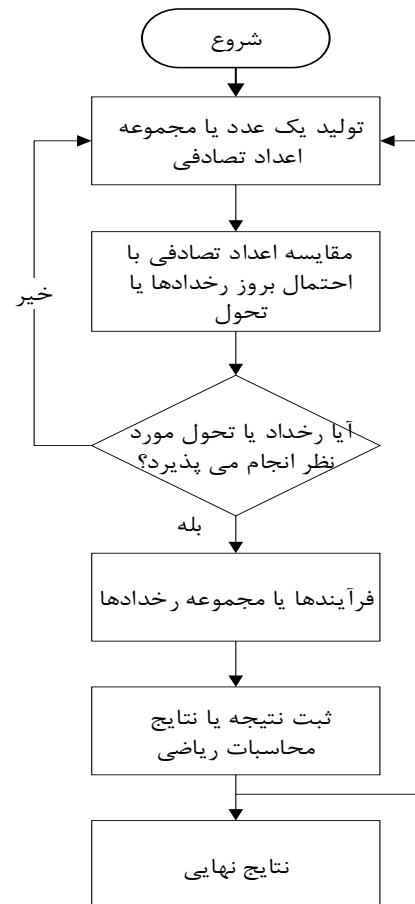 شروع
تولید یک عدد یا مجموعه
اعداد تصادفی
مقایسه اعداد تصادفی با
احتمال بروز رخدادها یا
تحول
خیر
آیا رخداد یا تحول مورد
نظر انجام می پذیرد؟
بله
فرآیندها یا مجموعه رخدادها
ثبت نتیجه یا نتایج
محاسبات ریاضی
نتایج نهایی